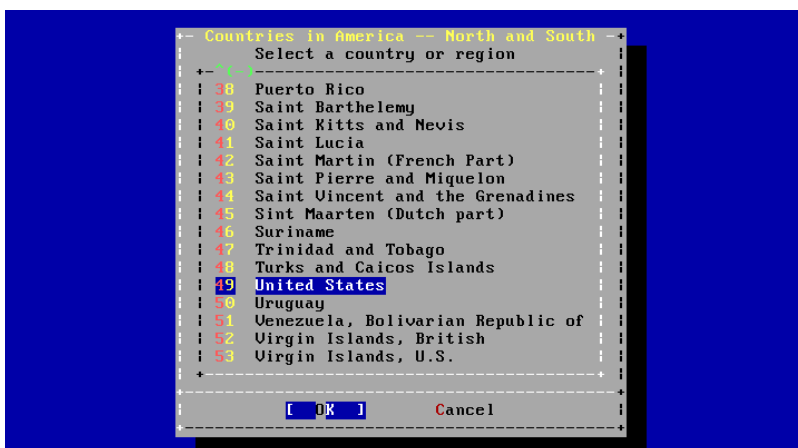 Countries in America -- North and South
Select a country or region
^(-)
38 Puerto Rico
39 Saint Barthelemy
40 Saint Kitts and Nevis
41 Saint Lucia
42 Saint Martin (French Part)
43 Saint Pierre and Miquelon
44 Saint Vincent and the Grenadines
45 Sint Maarten (Dutch part)
46 Suriname
47 Trinidad and Tobago
48 Turks and Caicos Islands
49 United States
50 Uruguay
51 Venezuela, Bolivarian Republic of
52 Virgin Islands, British
53 Virgin Islands, U.S.
[ OK ] Cancel